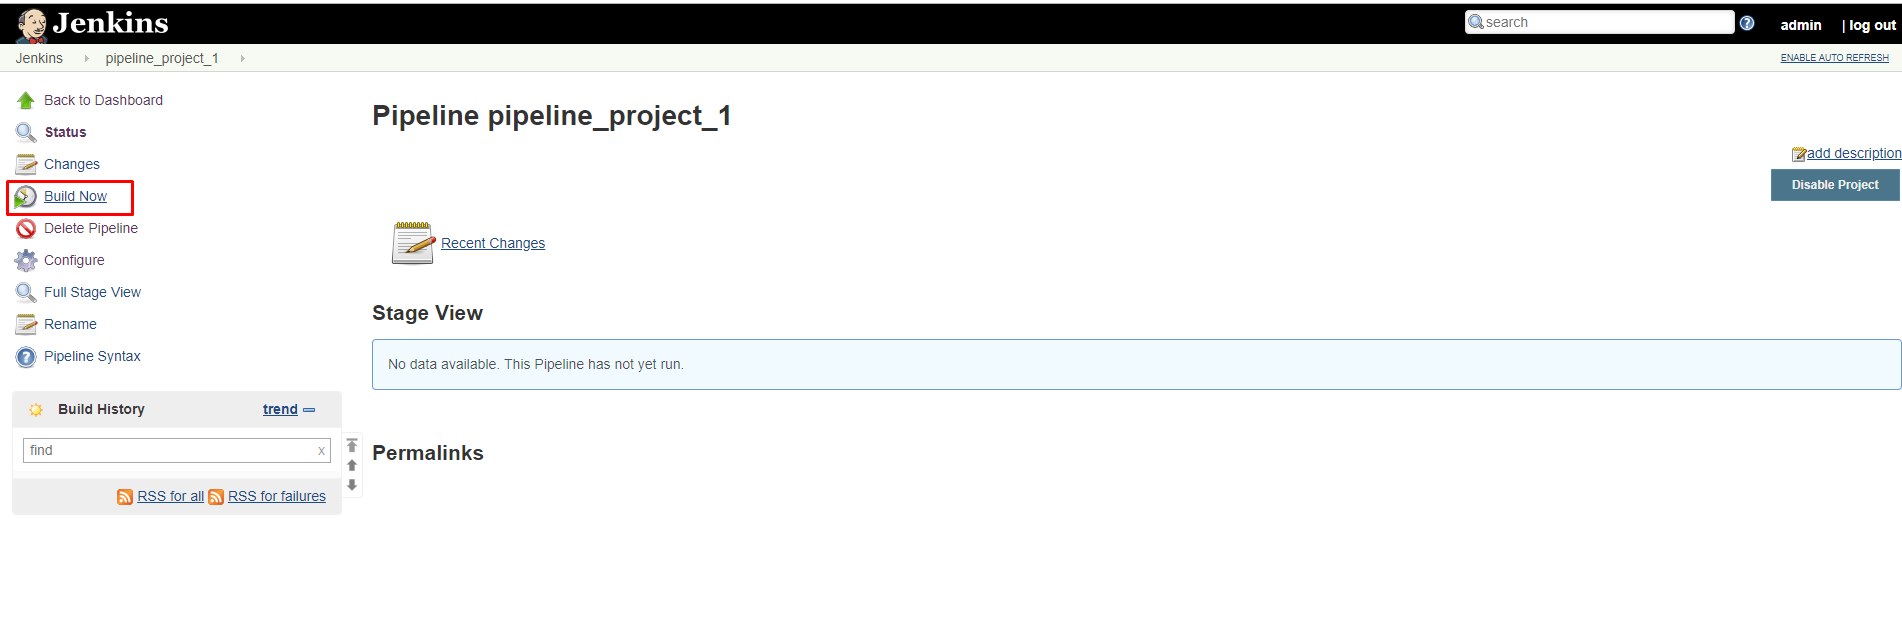 Jenkins
search
admin
| log out
Jenkins
pipeline_project_1
ENABLE AUTO REFRESH
Back to Dashboard
Status
Changes
Build Now
Delete Pipeline
Configure
Full Stage View
Rename
Pipeline Syntax
Build History
trend
find
x
RSS for all
RSS for failures
Pipeline pipeline_project_1
add description
Disable Project
Recent Changes
Stage View
No data available. This Pipeline has not yet run.
Permalinks